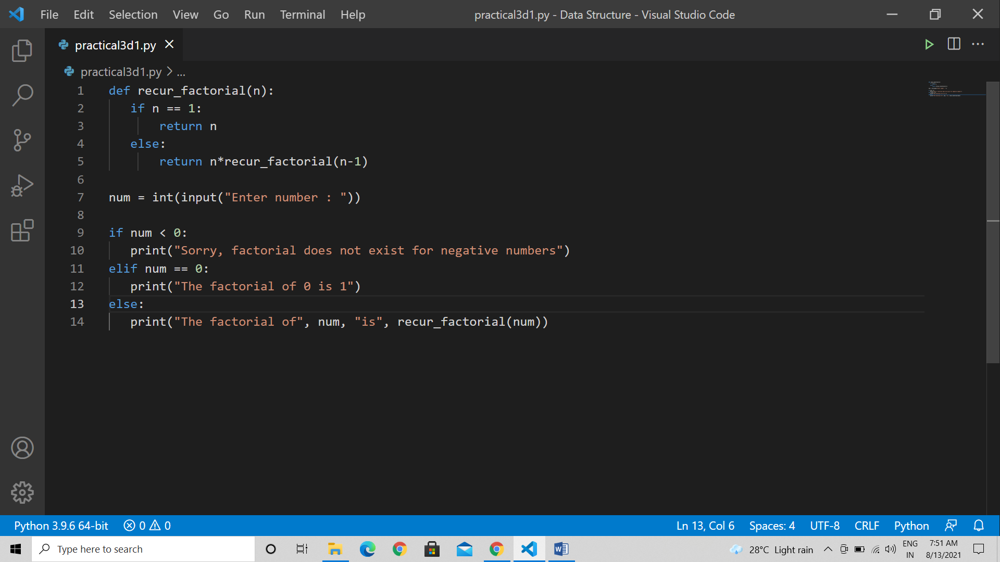 File Edit Selection View Go Run Terminal Help practical3d1.py - Data Structure - Visual Studio Code
practical3d1.py
practical3d1.py > ...
1 def recur_factorial(n):
2 if n == 1:
3 return n
4 else:
5 return n*recur_factorial(n-1)
6
7 num = int(input("Enter number : "))
8
9 if num < 0:
10 print("Sorry, factorial does not exist for negative numbers")
11 elif num == 0:
12 print("The factorial of 0 is 1")
13 else:
14 print("The factorial of", num, "is", recur_factorial(num))
Python 3.9.6 64-bit 0 0 Ln 13, Col 6 Spaces: 4 UTF-8 CRLF Python
Type here to search 28°C Light rain ENG 7:51 AM
IN 8/13/2021